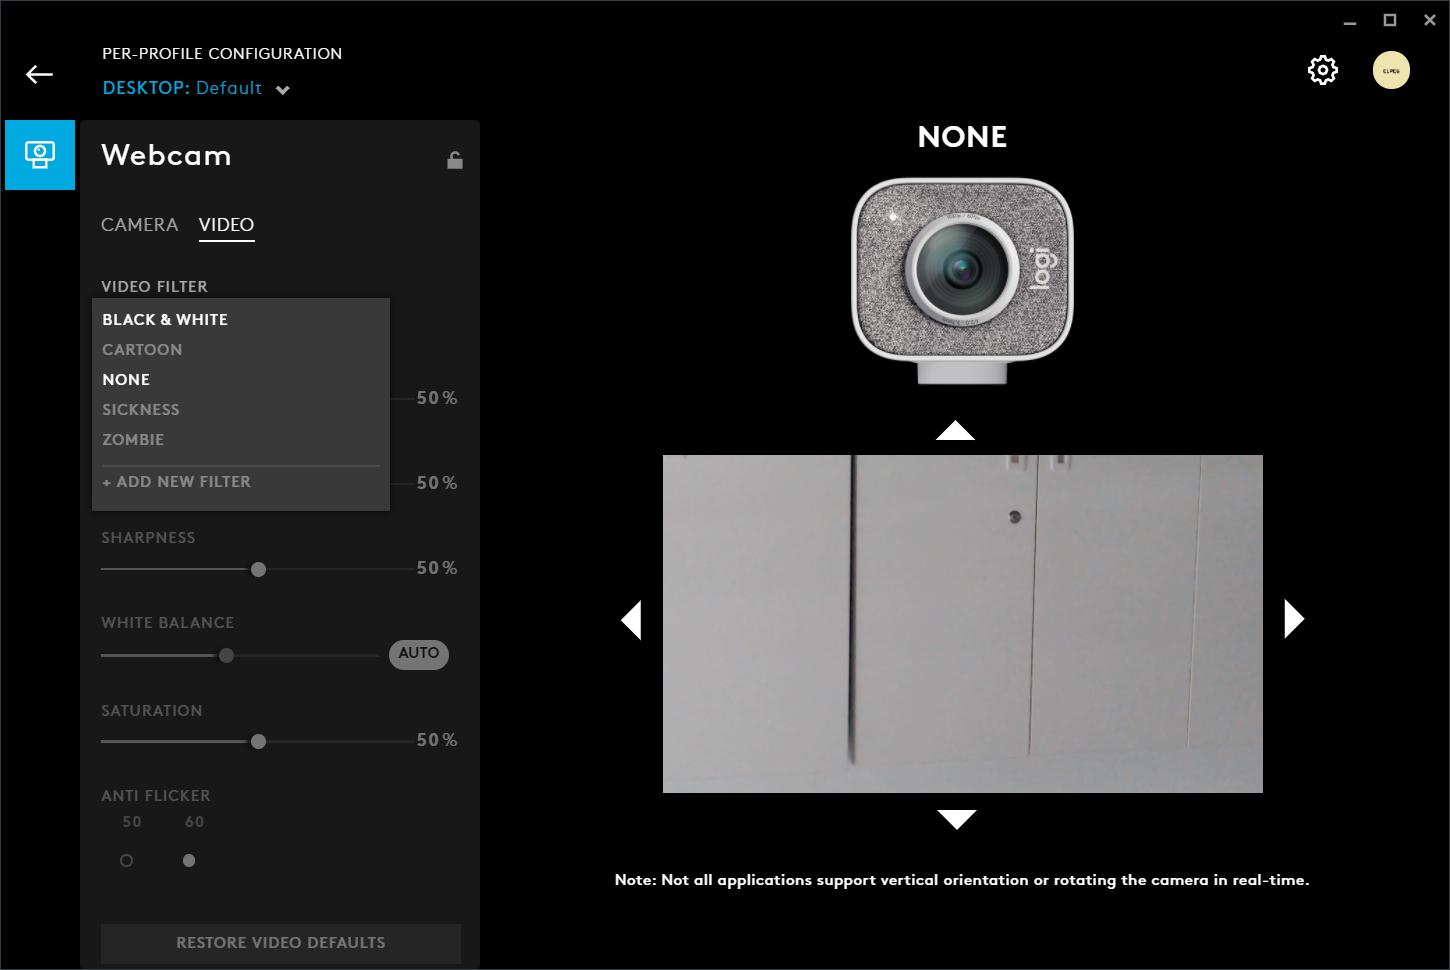 PER-PROFILE CONFIGURATION
DESKTOP: Default
Webcam
CAMERA VIDEO
VIDEO FILTER
BLACK & WHITE
CARTOON
NONE
SICKNESS
ZOMBIE
+ ADD NEW FILTER
50 %
50 %
SHARPNESS
50 %
WHITE BALANCE
AUTO
SATURATION
50 %
ANTI FLICKER
50 60
RESTORE VIDEO DEFAULTS
NONE
logi
Note: Not all applications support vertical orientation or rotating the camera in real-time.